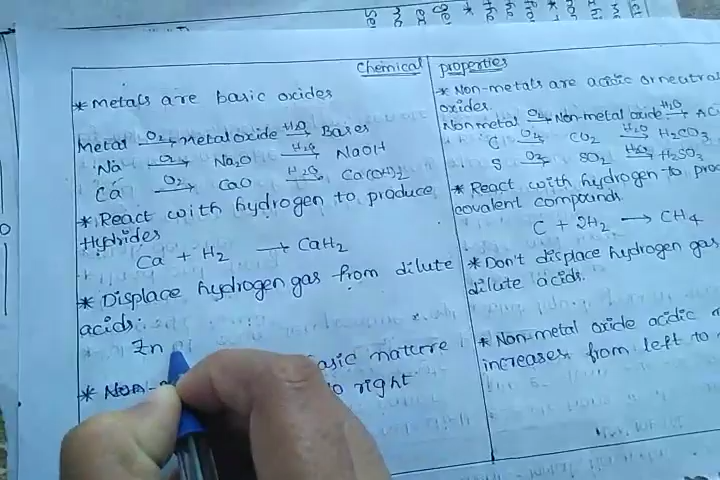 Chemical properties
* Metals are basic oxides
Metal O2→ Metal oxide H2O→ Bases
Na O2→ Na2O H2O→ NaOH
Ca O2→ CaO H2O→ Ca(OH)2
* React with hydrogen to produce
Hydrides
Ca + H2 → CaH2
* Displace hydrogen gas from dilute
acids:
Zn
* Non- asic nature
o right
* Non-metals are acidic or neutral
oxides.
Nonmetal O2→ Non-metal oxide H2O→
C O2→ CO2 H2O→ H2CO3
S O2→ SO2 H2O→ H2SO3
* React with hydrogen to
covalent compounds
C + 2H2 → CH4
* Don't displace hydrogen gas
dilute acids.
* Non-metal oxide acidic
increases from left to